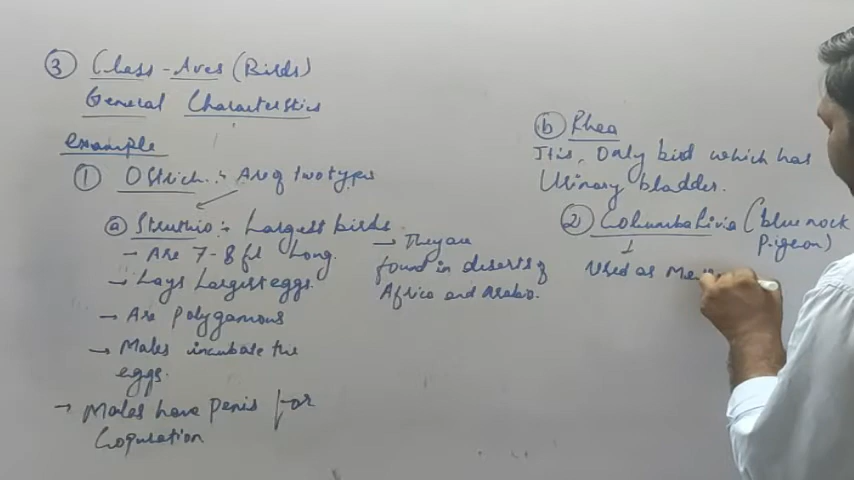 ③ Class - Aves (Birds)
General Characteristics
example
① Ostrich :- Are of two types
ⓐ Struthio :- Largest birds
- Are 7-8 ft long.
→ Lays Largest eggs.
→ Are polygamous
→ Males incubate the
eggs.
→ Males have penis for
Copulation
→ They are
found in deserts of
Africa and Arabia.
ⓑ Rhea
It is, Only bird which has
Urinary bladder.
② Columba livia (blue rock
pigeon)
↓
Used as